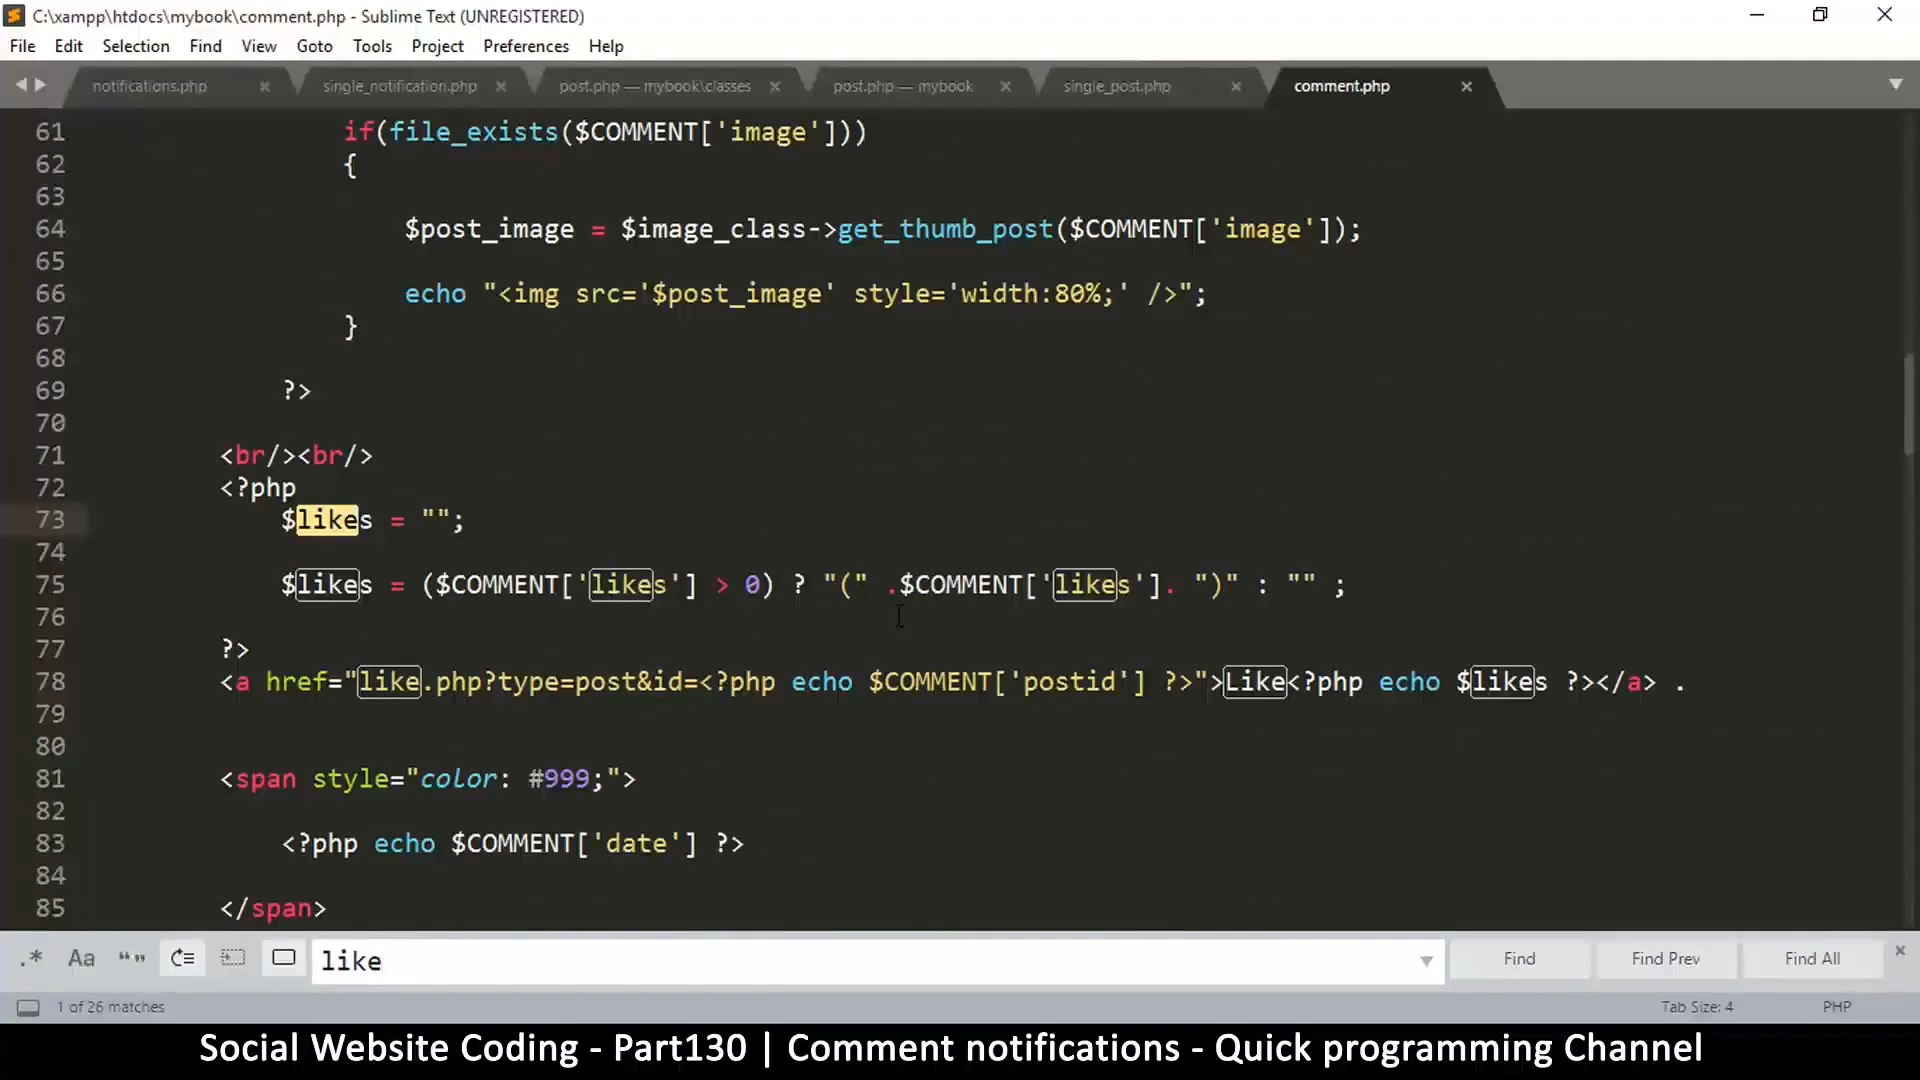 C:\xampp\htdocs\mybook\comment.php - Sublime Text (UNREGISTERED)
File Edit Selection Find View Goto Tools Project Preferences Help
notifications.php single_notification.php post.php — mybook\classes post.php — mybook single_post.php comment.php
61 if(file_exists($COMMENT['image']))
62 {
63
64 $post_image = $image_class->get_thumb_post($COMMENT['image']);
65
66 echo "<img src='$post_image' style='width:80%;' />";
67 }
68
69 ?>
70
71 <br/><br/>
72 <?php
73 $likes = "";
74
75 $likes = ($COMMENT['likes'] > 0) ? "(" .$COMMENT['likes']. ")" : "" ;
76
77 ?>
78 <a href="like.php?type=post&id=<?php echo $COMMENT['postid'] ?>">Like<?php echo $likes ?></a> .
79
80
81 <span style="color: #999;">
82
83 <?php echo $COMMENT['date'] ?>
84
85 </span>
.* Aa “” like Find Find Prev Find All
1 of 26 matches Tab Size: 4 PHP
Social Website Coding - Part130 | Comment notifications - Quick programming Channel